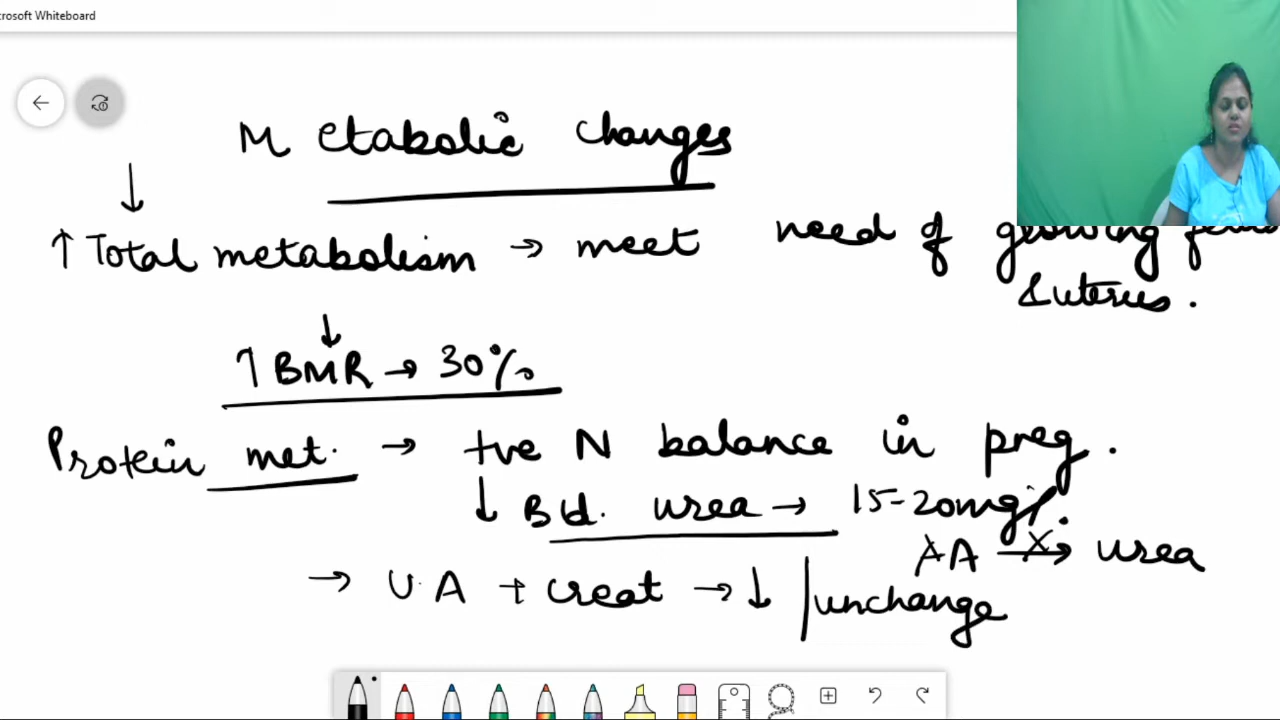 rosoft Whiteboard
Metabolic changes
↓
↑ Total metabolism → meet need of growing
& uterus.
↓
↑ BMR → 30%
Protein met. → +ve N balance in preg.
↓ Bld. urea → 15-20mg%.
AA → urea
→ U.A + creat → ↓ / unchange